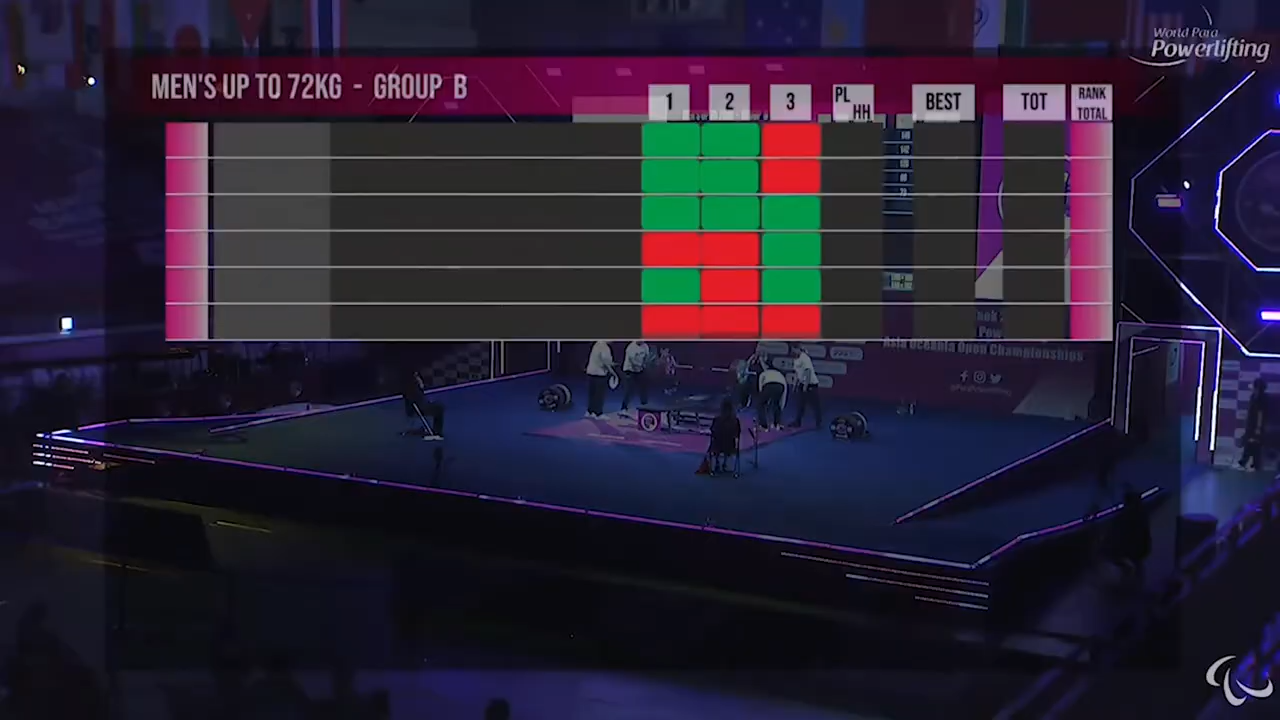 World Para
Powerlifting
MEN'S UP TO 72KG - GROUP B
1
2
3
PL
HH
BEST
TOT
RANK
TOTAL
Asia Oceania Open Championships